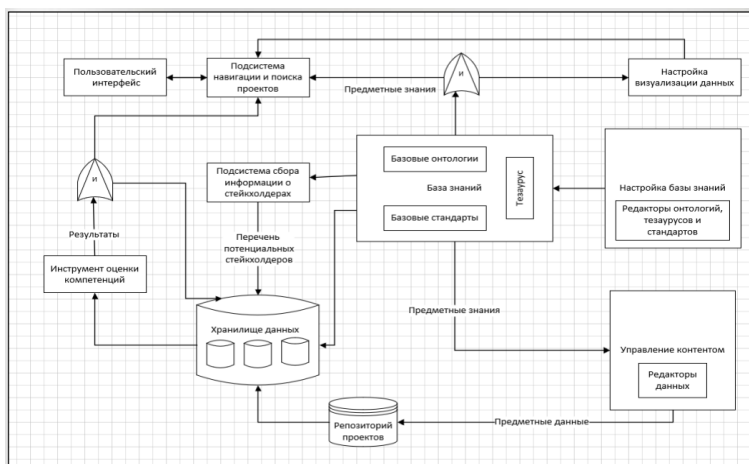 Пользовательский
интерфейс
Подсистема
навигации и поиска
проектов
И
Предметные знания
Настройка
визуализации данных
И
Подсистема сбора
информации о
стейкхолдерах
Базовые онтологии
База знаний
Базовые стандарты
Тезаурус
Настройка базы знаний
Редакторы онтологий,
тезаурусов и
стандартов
Результаты
Перечень
потенциальных
стейкхолдеров
Инструмент оценки
компетенций
Хранилище данных
Предметные знания
Управление контентом
Редакторы
данных
Репозиторий
проектов
Предметные данные